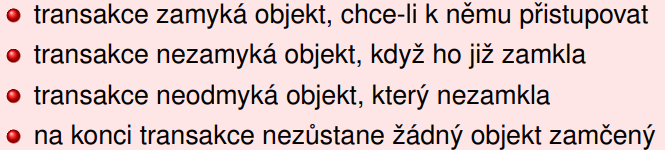 transakce zamyká objekt, chce-li k němu přistupovat
transakce nezamyká objekt, když ho již zamkla
transakce neodmyká objekt, který nezamkla
na konci transakce nezůstane žádný objekt zamčený